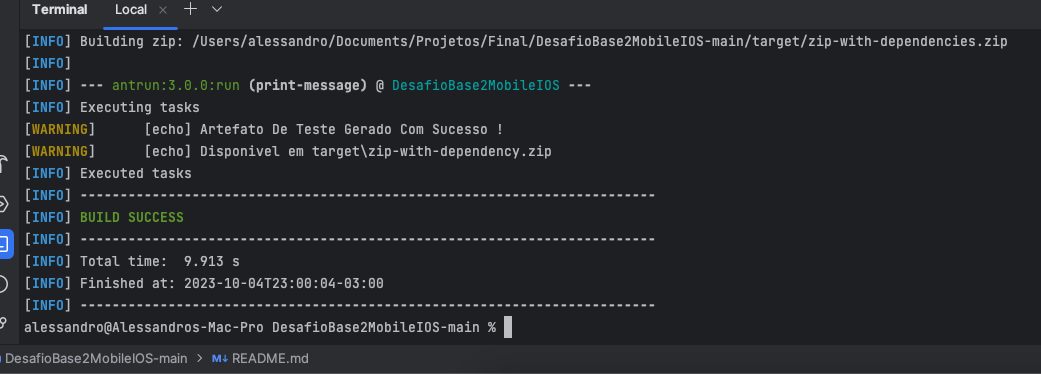 Terminal Local × +
[INFO] Building zip: /Users/alessandro/Documents/Projetos/Final/DesafioBase2MobileIOS-main/target/zip-with-dependencies.zip
[INFO]
[INFO] --- antrun:3.0.0:run (print-message) @ DesafioBase2MobileIOS ---
[INFO] Executing tasks
[WARNING]      [echo] Artefato De Teste Gerado Com Sucesso !
[WARNING]      [echo] Disponivel em target\zip-with-dependency.zip
[INFO] Executed tasks
[INFO] ------------------------------------------------------------------------
[INFO] BUILD SUCCESS
[INFO] ------------------------------------------------------------------------
[INFO] Total time:  9.913 s
[INFO] Finished at: 2023-10-04T23:00:04-03:00
[INFO] ------------------------------------------------------------------------
alessandro@Alessandros-Mac-Pro DesafioBase2MobileIOS-main %
DesafioBase2MobileIOS-main > M↓ README.md